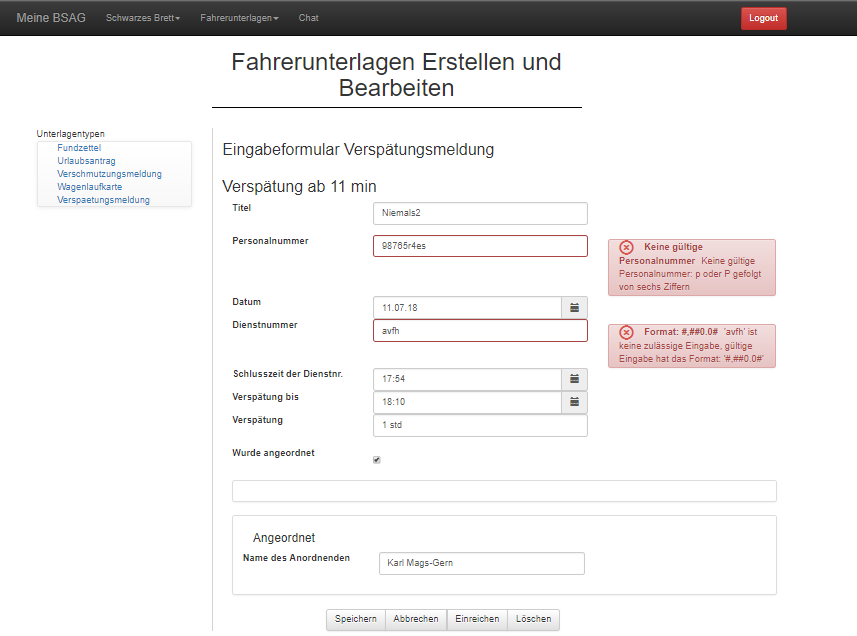 Meine BSAG Schwarzes Brett Fahrerunterlagen Chat Logout
Fahrerunterlagen Erstellen und
Bearbeiten
Unterlagentypen
Fundzettel
Urlaubsantrag
Verschmutzungsmeldung
Wagenlaufkarte
Verspaetungsmeldung
Eingabeformular Verspätungsmeldung
Verspätung ab 11 min
Titel Niemals2
Personalnummer 98765r4es
Keine gültige
Personalnummer Keine gültige
Personalnummer: p oder P gefolgt
von sechs Ziffern
Datum 11.07.18
Dienstnummer avfh
Format: #,##0.0# 'avfh' ist
keine zulässige Eingabe, gültige
Eingabe hat das Format: '#,##0.0#'
Schlusszeit der Dienstnr. 17:54
Verspätung bis 18:10
Verspätung 1 std
Wurde angeordnet
Angeordnet
Name des Anordnenden Karl Mags-Gern
Speichern Abbrechen Einreichen Löschen